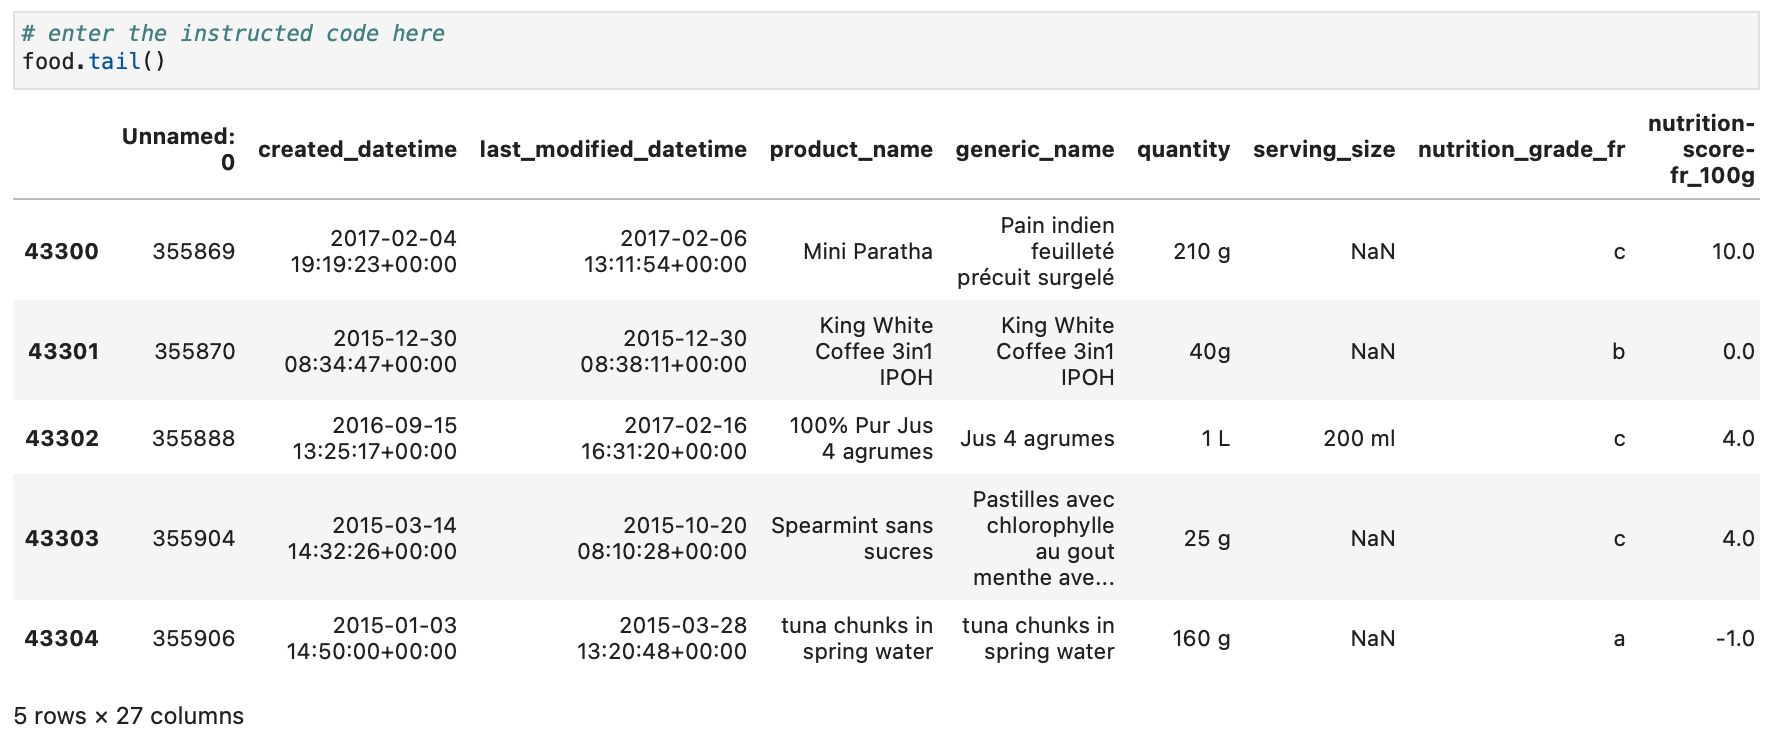 # enter the instructed code here
food.tail()
Unnamed: 0 created_datetime last_modified_datetime product_name generic_name quantity serving_size nutrition_grade_fr nutrition-score-fr_100g
43300 355869 2017-02-04 19:19:23+00:00 2017-02-06 13:11:54+00:00 Mini Paratha Pain indien feuilleté précuit surgelé 210 g NaN c 10.0
43301 355870 2015-12-30 08:34:47+00:00 2015-12-30 08:38:11+00:00 King White Coffee 3in1 IPOH King White Coffee 3in1 IPOH 40g NaN b 0.0
43302 355888 2016-09-15 13:25:17+00:00 2017-02-16 16:31:20+00:00 100% Pur Jus 4 agrumes Jus 4 agrumes 1 L 200 ml c 4.0
43303 355904 2015-03-14 14:32:26+00:00 2015-10-20 08:10:28+00:00 Spearmint sans sucres Pastilles avec chlorophylle au gout menthe ave... 25 g NaN c 4.0
43304 355906 2015-01-03 14:50:00+00:00 2015-03-28 13:20:48+00:00 tuna chunks in spring water tuna chunks in spring water 160 g NaN a -1.0
5 rows × 27 columns